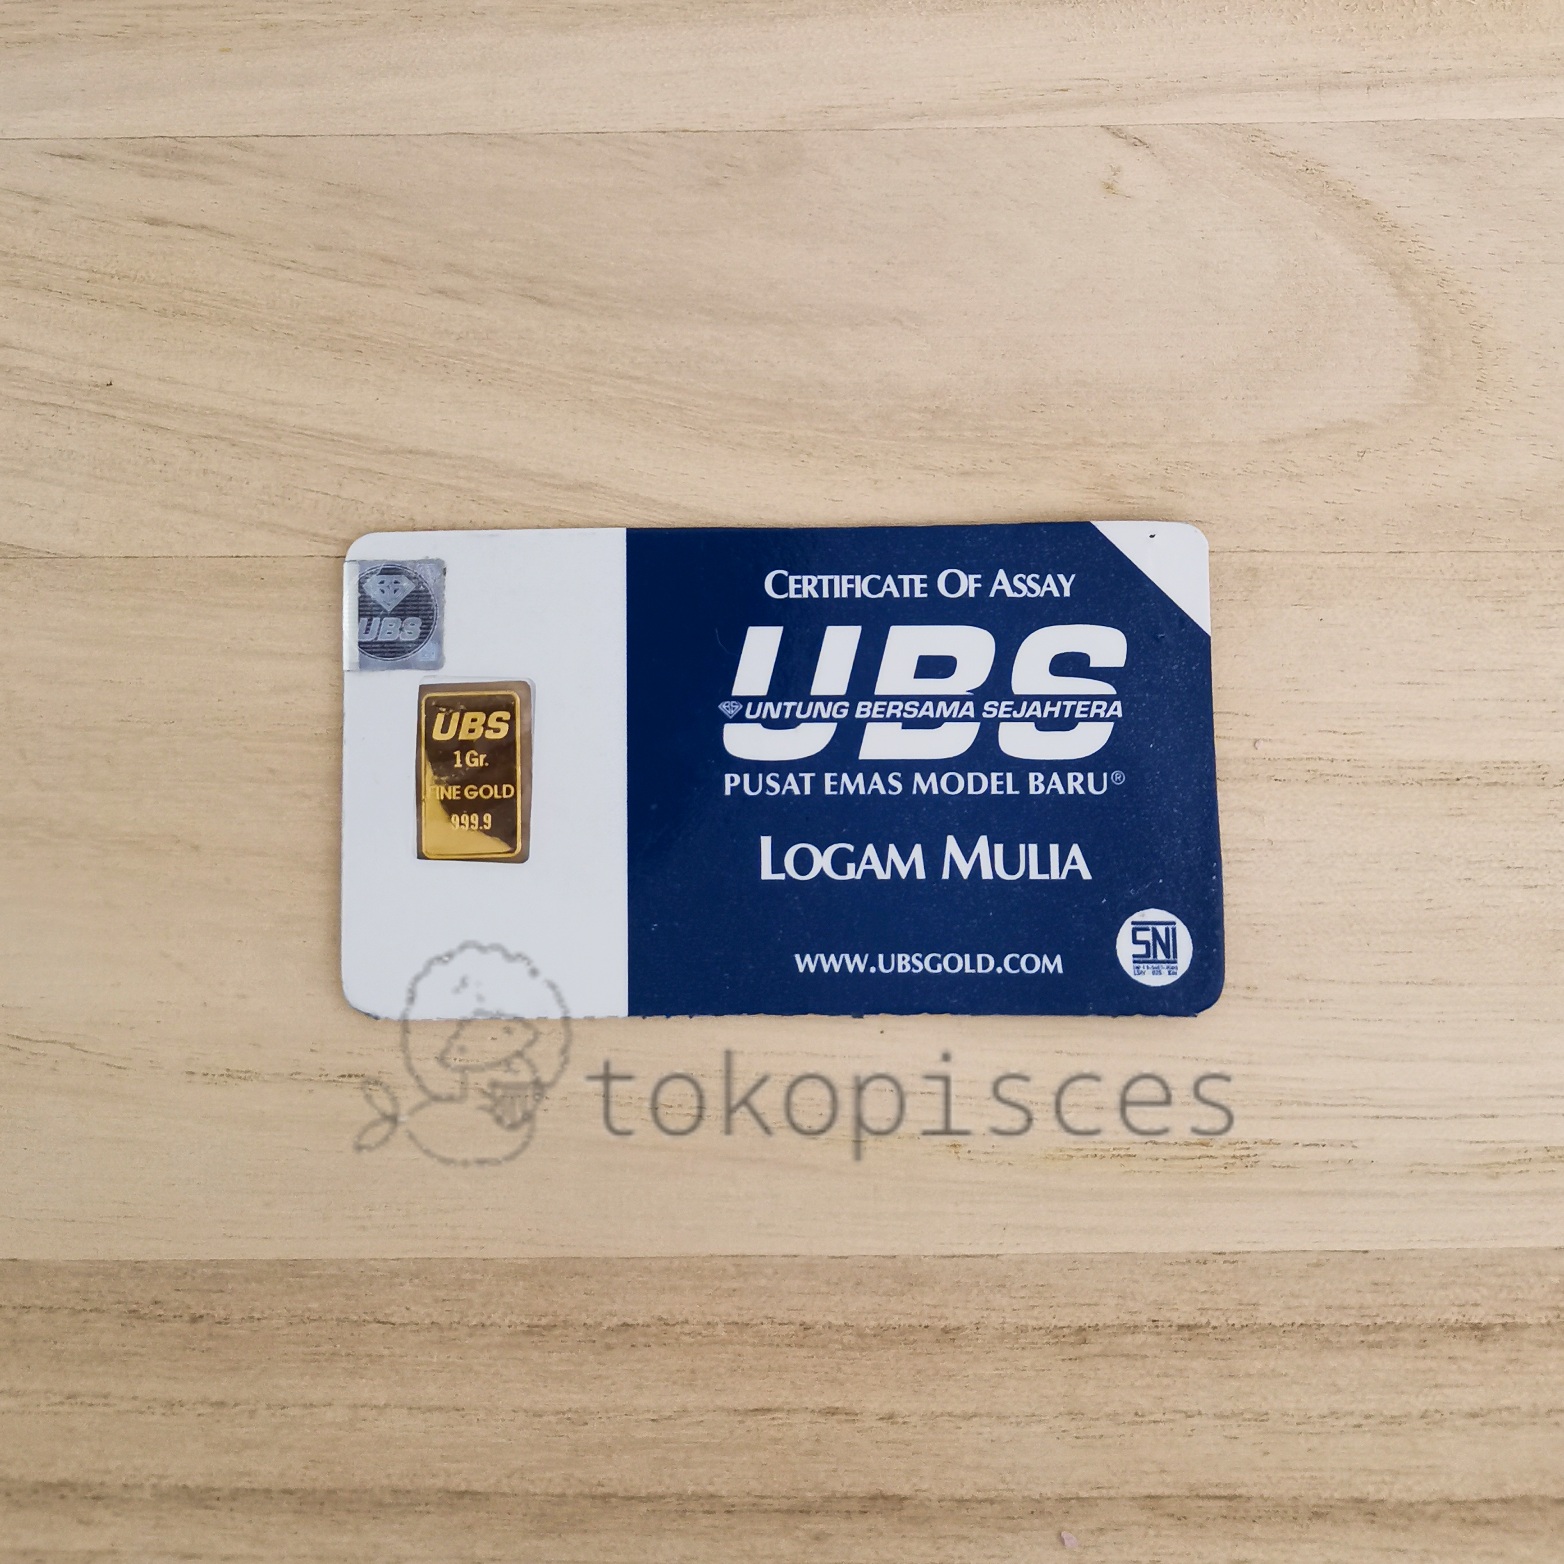 UBS
UBS
1 Gr.
FINE GOLD
999.9
CERTIFICATE OF ASSAY
UBS
UNTUNG BERSAMA SEJAHTERA
PUSAT EMAS MODEL BARU®
LOGAM MULIA
WWW.UBSGOLD.COM
SNI
tokopisces